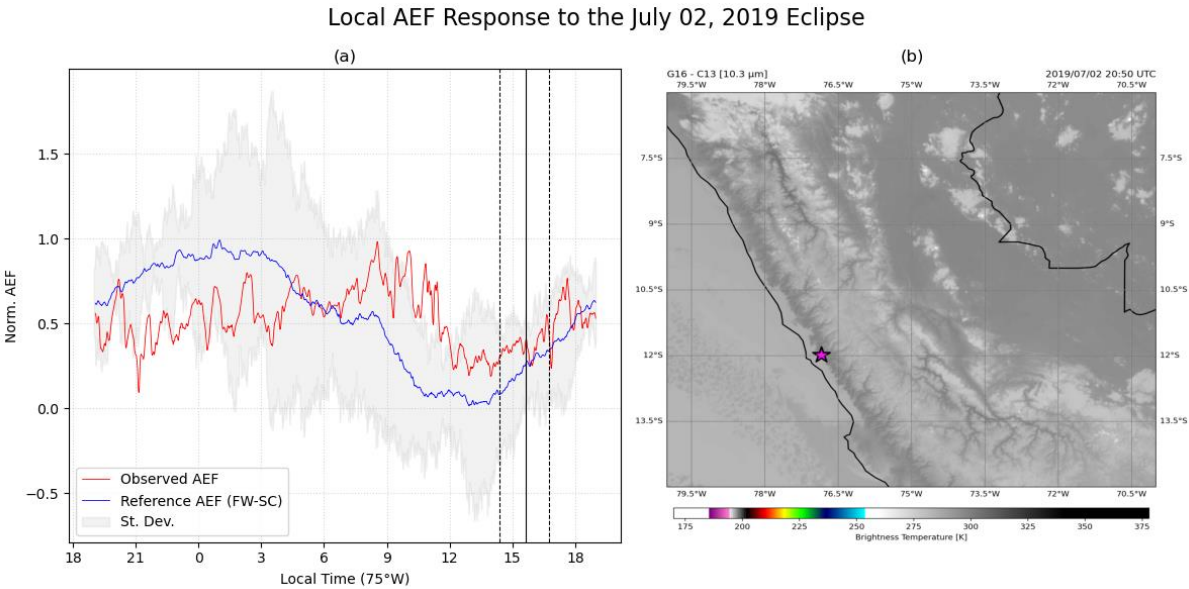 Local AEF Response to the July 02, 2019 Eclipse
(a)
1.5
1.0
0.5
0.0
−0.5
Norm. AEF
Observed AEF
Reference AEF (FW-SC)
St. Dev.
18 21 0 3 6 9 12 15 18
Local Time (75°W)
(b)
G16 - C13 [10.3 μm] 2019/07/02 20:50 UTC
79.5°W 78°W 76.5°W 75°W 73.5°W 72°W 70.5°W
7.5°S 7.5°S
9°S 9°S
10.5°S 10.5°S
12°S 12°S
13.5°S 13.5°S
79.5°W 78°W 76.5°W 75°W 73.5°W 72°W 70.5°W
175 200 225 250 275 300 325 350 375
Brightness Temperature [K]